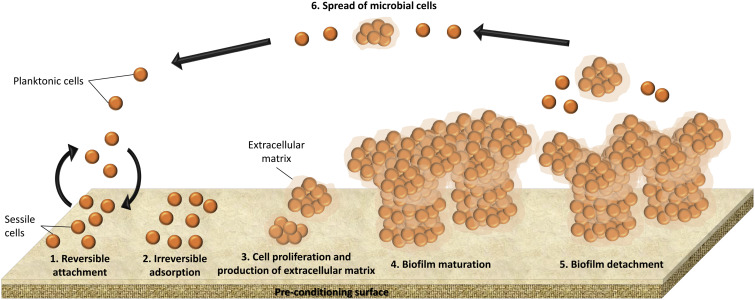 6. Spread of microbial cells
Planktonic cells
Extracellular
matrix
Sessile
cells
1. Reversible
attachment
2. Irreversible
adsorption
3. Cell proliferation and
production of extracellular matrix
4. Biofilm maturation
5. Biofilm detachment
Pre-conditioning surface